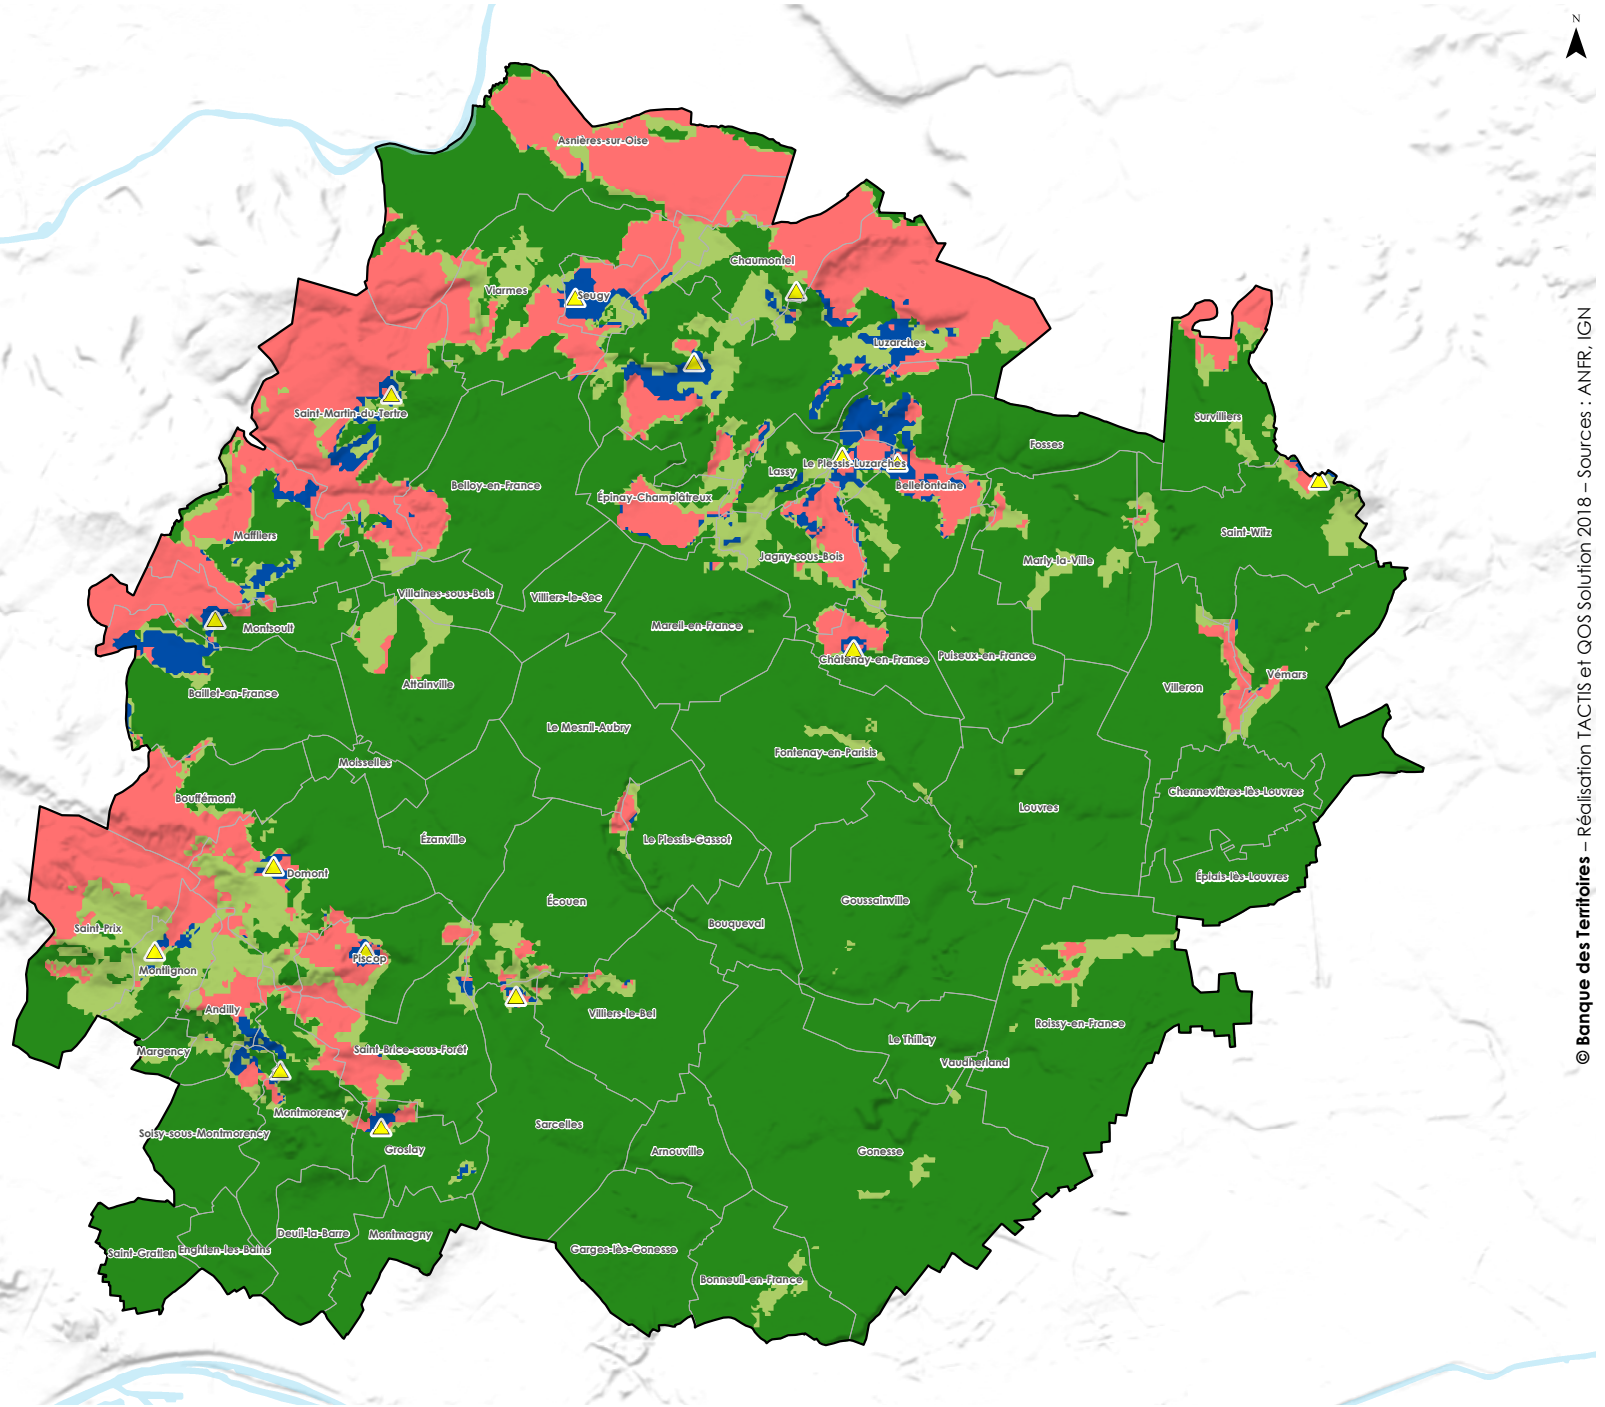 N
Asnières-sur-Oise
Chaumontel
Viarmes
Seugy
Luzarches
Saint-Martin-du-Tertre
Survilliers
Fosses
Le Plessis-Luzarches
Lassy
Belloy-en-France
Bellefontaine
Épinay-Champlâtreux
Maffliers
Saint-Witz
Jagny-sous-Bois
Marly-la-Ville
Villaines-sous-Bois
Villiers-le-Sec
Montsoult
Mareil-en-France
Châtenay-en-France
Puiseux-en-France
Vémars
Attainville
Villeron
Baillet-en-France
Le Mesnil-Aubry
Fontenay-en-Parisis
Moisselles
Chennevières-lès-Louvres
Bouffémont
Louvres
Ézanville
Le Plessis-Gassot
Domont
Épiais-lès-Louvres
Écouen
Goussainville
Bouqueval
Saint-Prix
Piscop
Montlignon
Andilly
Villiers-le-Bel
Roissy-en-France
Le Thillay
Margency
Saint-Brice-sous-Forêt
Vaudherland
Montmorency
Sarcelles
Soisy-sous-Montmorency
Groslay
Arnouville
Gonesse
Deuil-la-Barre
Montmagny
Saint-Gratien
Enghien-les-Bains
Garges-lès-Gonesse
Bonneuil-en-France
© Banque des Territoires – Réalisation TACTIS et QOS Solution 2018 – Sources : ANFR, IGN